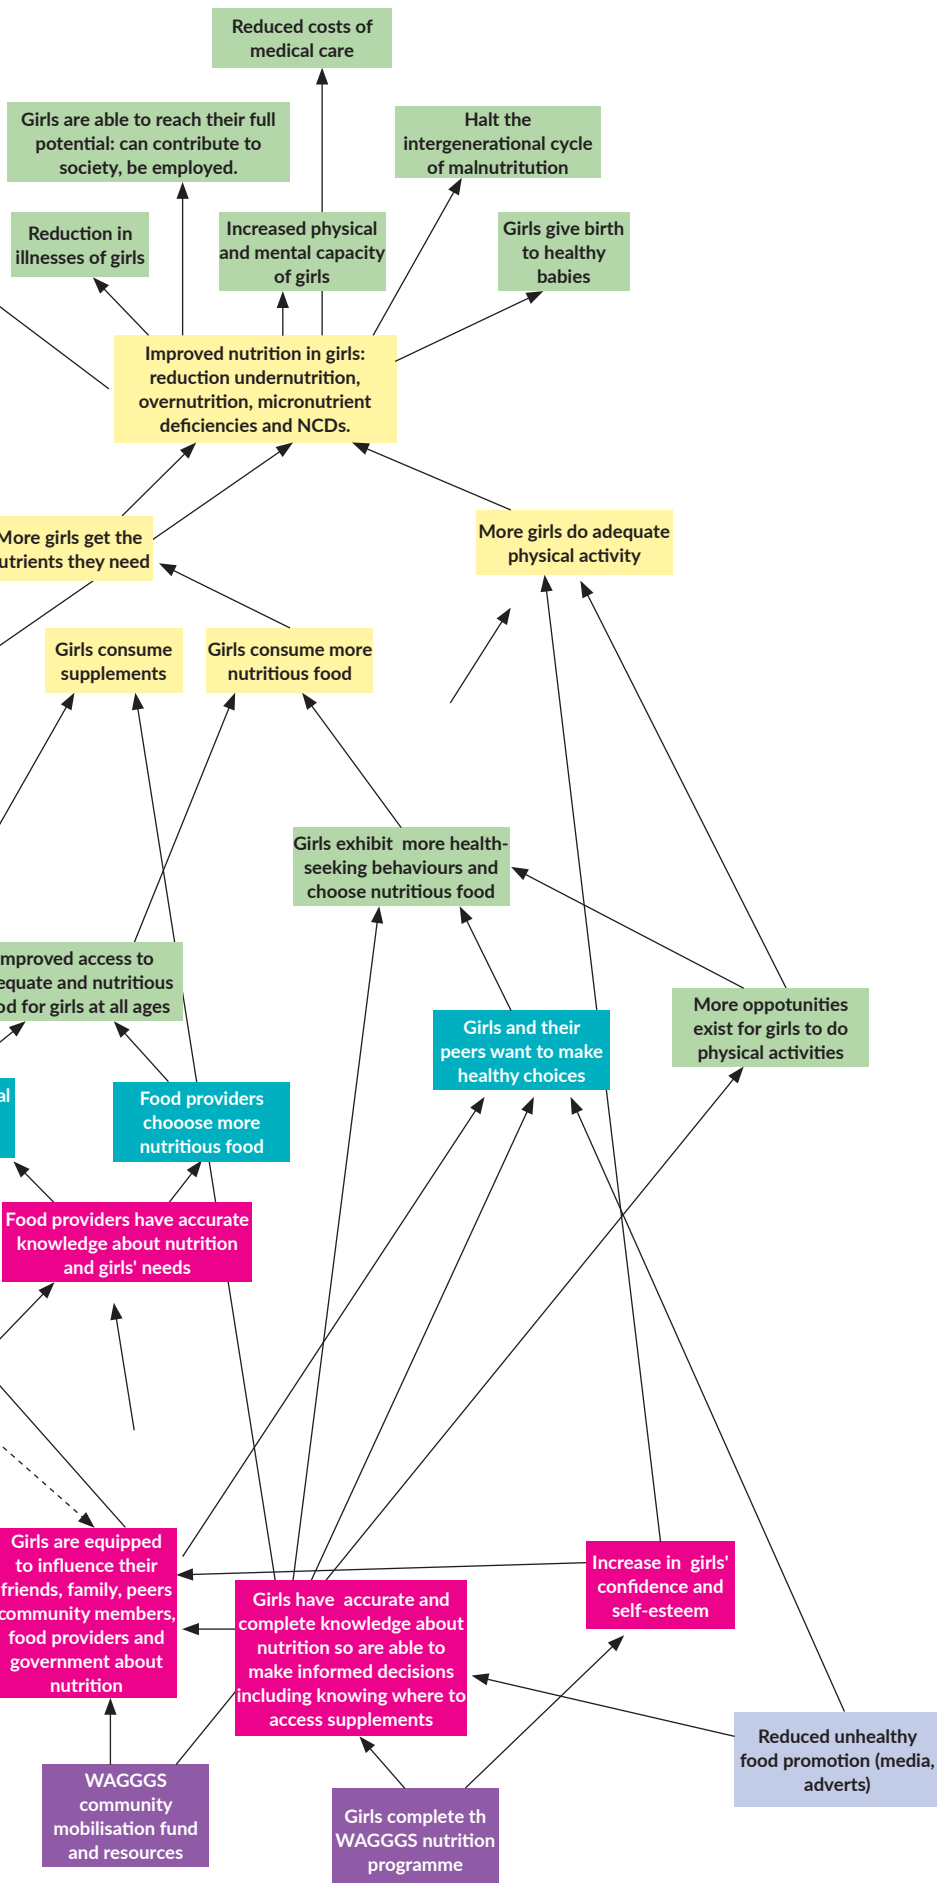 Reduced costs of
medical care
Girls are able to reach their full
potential: can contribute to
society, be employed.
Halt the
intergenerational cycle
of malnutritution
Reduction in
illnesses of girls
Increased physical
and mental capacity
of girls
Girls give birth
to healthy
babies
Improved nutrition in girls:
reduction undernutrition,
overnutrition, micronutrient
deficiencies and NCDs.
More girls get the
utrients they need
More girls do adequate
physical activity
Girls consume
supplements
Girls consume more
nutritious food
Girls exhibit more health-
seeking behaviours and
choose nutritious food
mproved access to
equate and nutritious
od for girls at all ages
More oppotunities
exist for girls to do
physical activities
Girls and their
peers want to make
healthy choices
al
Food providers
chooose more
nutritious food
Food providers have accurate
knowledge about nutrition
and girls' needs
Girls are equipped
to influence their
friends, family, peers
community members,
food providers and
government about
nutrition
Increase in girls'
confidence and
self-esteem
Girls have accurate and
complete knowledge about
nutrition so are able to
make informed decisions
including knowing where to
access supplements
Reduced unhealthy
food promotion (media,
adverts)
WAGGGS
community
mobilisation fund
and resources
Girls complete th
WAGGGS nutrition
programme